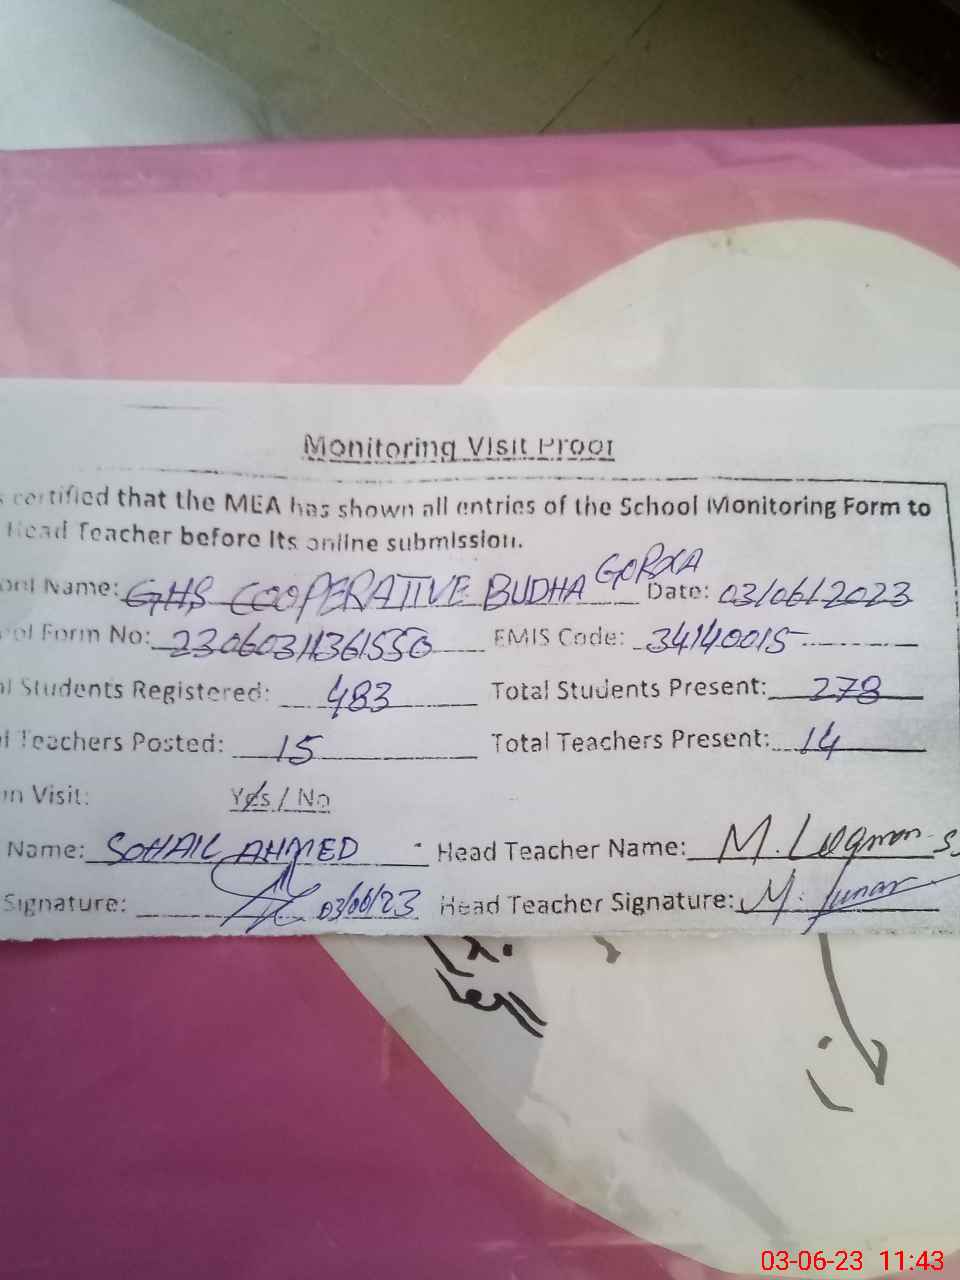 Monitoring Visit Proof
certified that the MEA has shown all entries of the School Monitoring Form to
Head Teacher before its online submission.
Name: GHS COOPERATIVE BUDHA GORXA Date: 03/06/2023
Form No: 2306031136155 EMIS Code: 34140015
Students Registered: 483 Total Students Present: 278
Teachers Posted: 15 Total Teachers Present: 14
Visit: Yes / No
Name: SOHAIL AHMED Head Teacher Name: M.
Signature: 03/06/23 Head Teacher Signature: M.
03-06-23 11:43